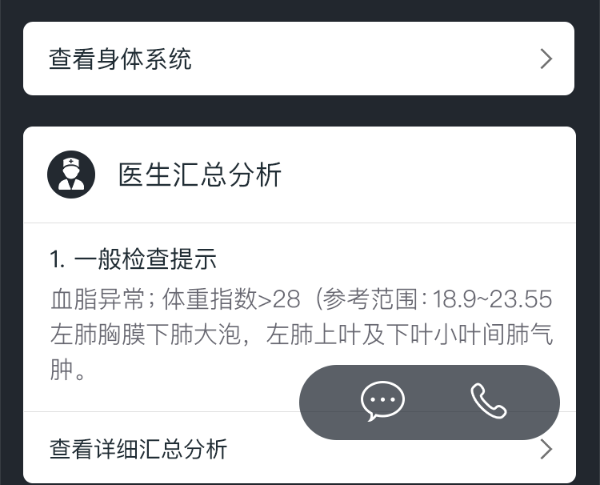 查看身体系统
医生汇总分析
1. 一般检查提示
血脂异常；体重指数>28（参考范围：18.9~23.55
左肺胸膜下肺大泡，左肺上叶及下叶小叶间肺气
肿。
查看详细汇总分析